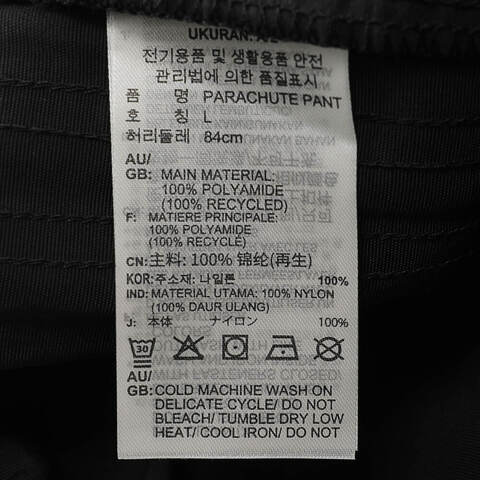 UKURAN: A/L
전기용품 및 생활용품 안전
관리법에 의한 품질표시
품 명 PARACHUTE PANT
호 칭 L
허리둘레 84cm
AU/
GB: MAIN MATERIAL:
100% POLYAMIDE
(100% RECYCLED)
F: MATIERE PRINCIPALE:
100% POLYAMIDE
(100% RECYCLÉ)
CN: 主料: 100% 锦纶(再生)
KOR: 주소재: 나일론 100%
IND: MATERIAL UTAMA: 100% NYLON
(100% DAUR ULANG)
J: 本体 ナイロン 100%
30
AU/
GB: COLD MACHINE WASH ON
DELICATE CYCLE/ DO NOT
BLEACH/ TUMBLE DRY LOW
HEAT/ COOL IRON/ DO NOT